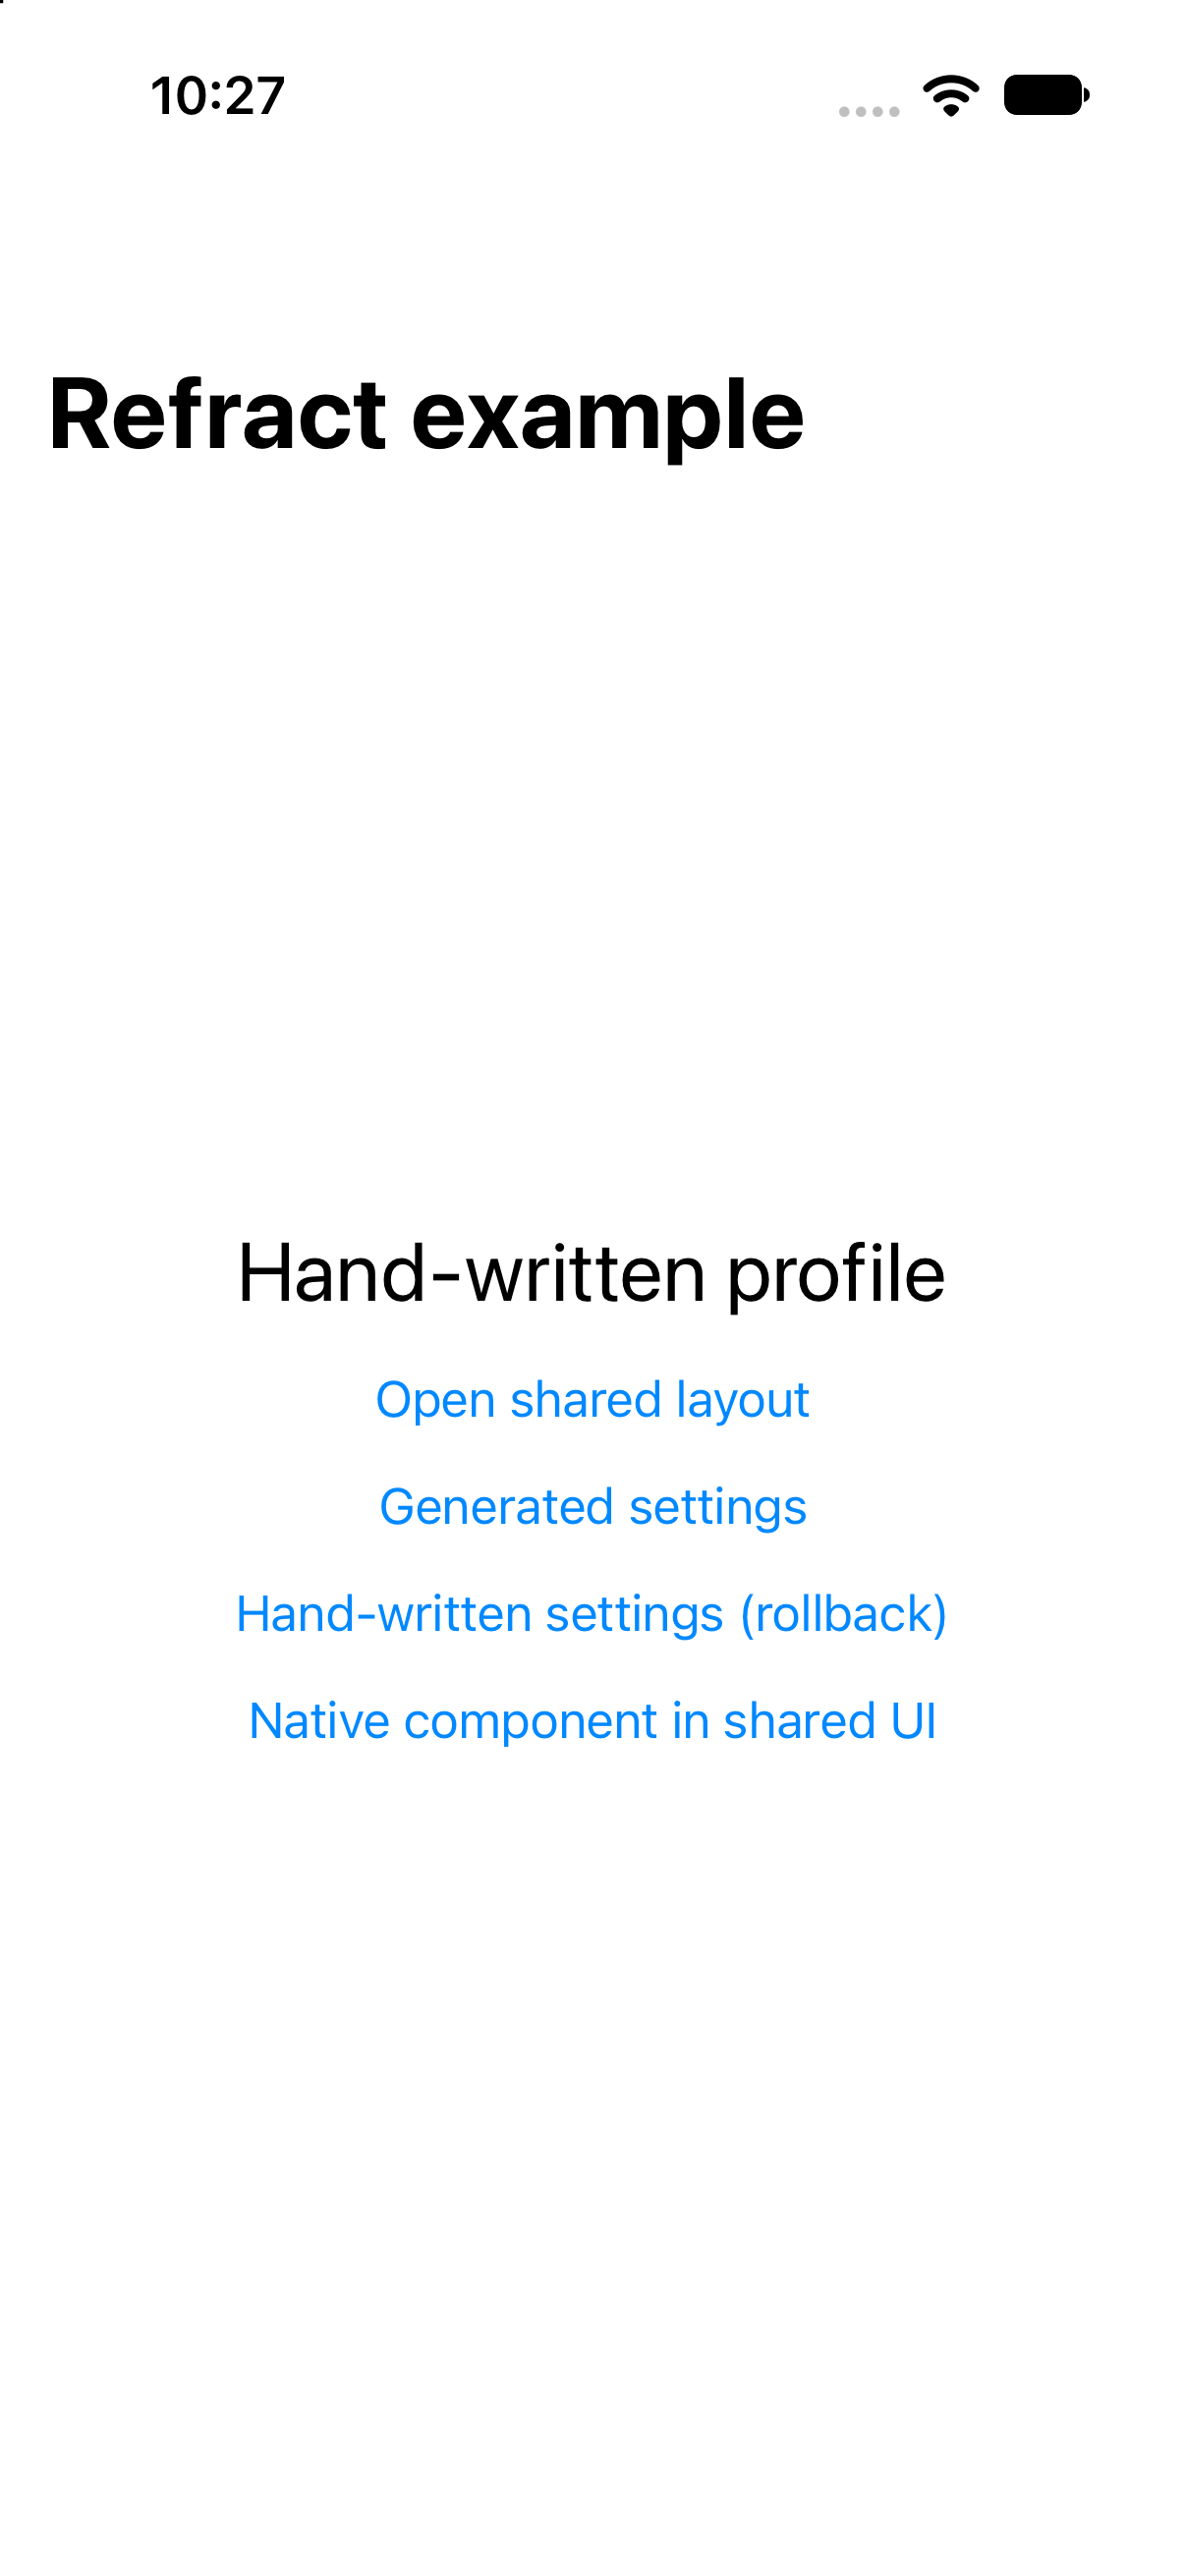 10:27
Refract example
Hand-written profile
Open shared layout
Generated settings
Hand-written settings (rollback)
Native component in shared UI